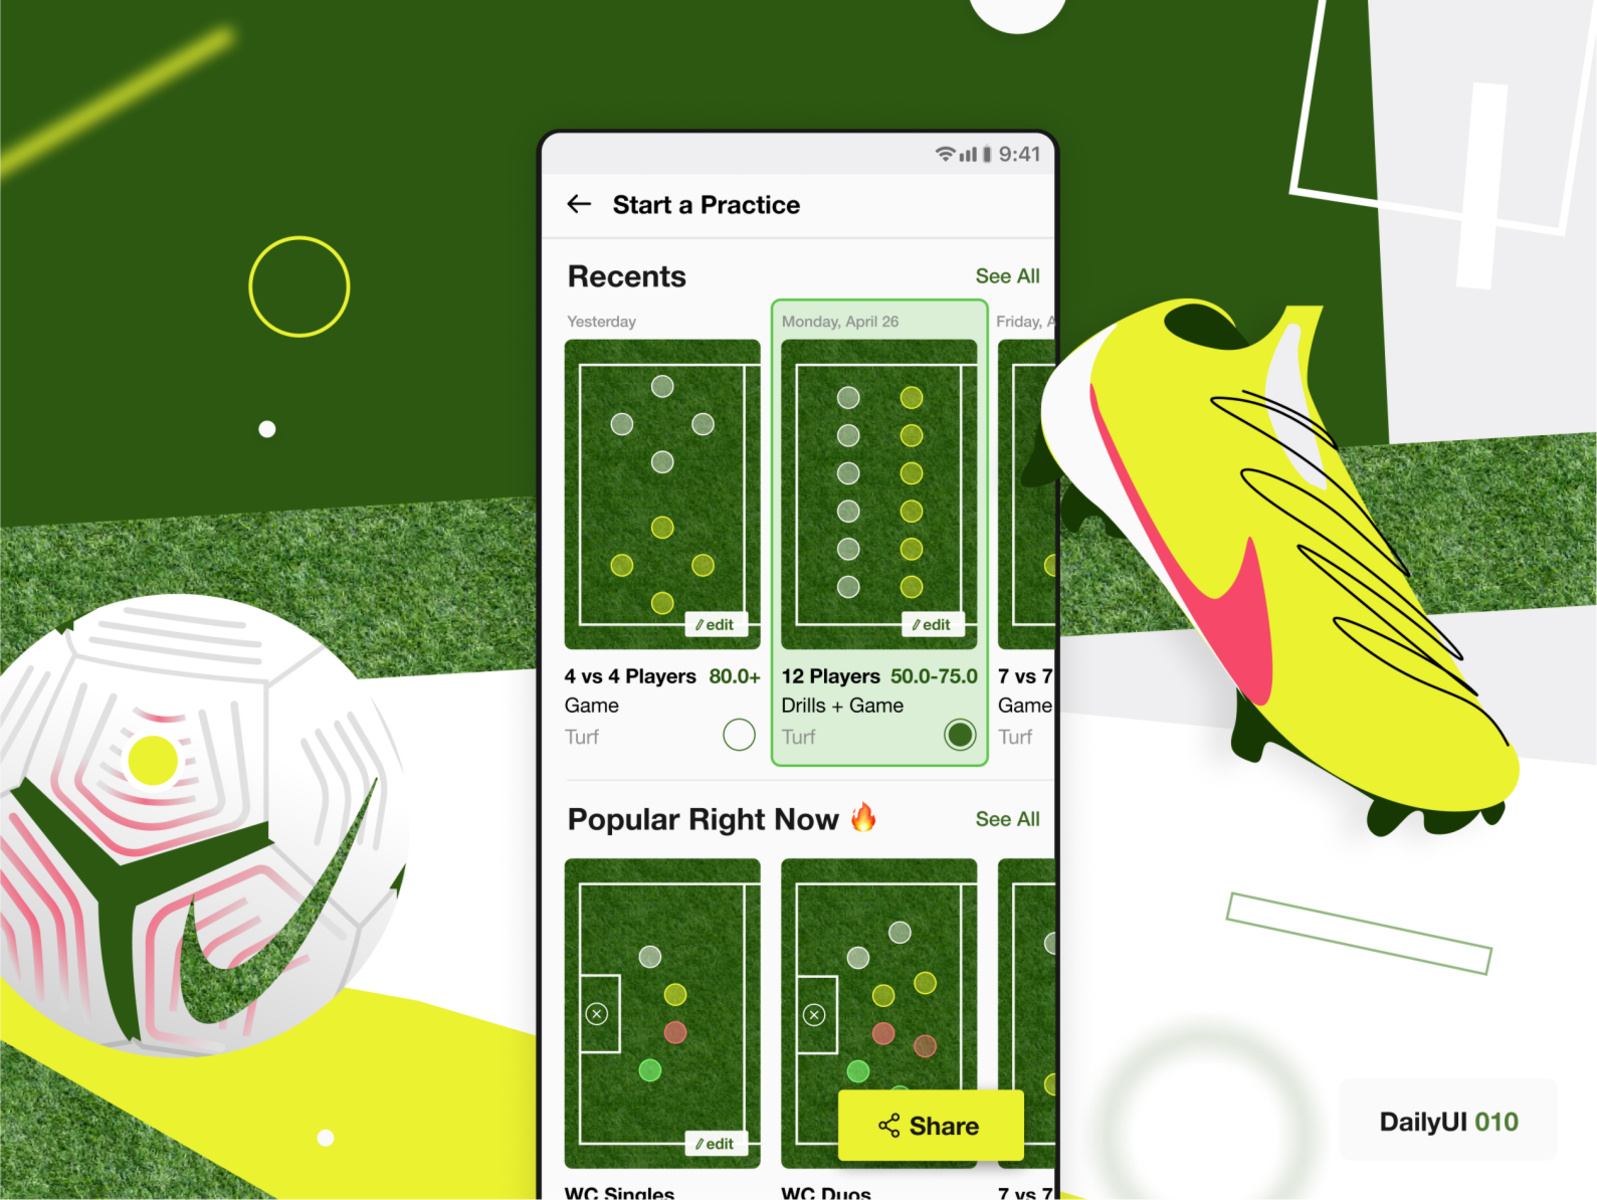 9:41
Start a Practice
Recents
See All
Yesterday
Monday, April 26
Friday, A
edit
edit
4 vs 4 Players 80.0+
Game
Turf
12 Players 50.0-75.0
Drills + Game
Turf
7 vs 7
Game
Turf
Popular Right Now 🔥
See All
edit
Share
WC Singles
WC Duos
7 vs 7
DailyUI 010